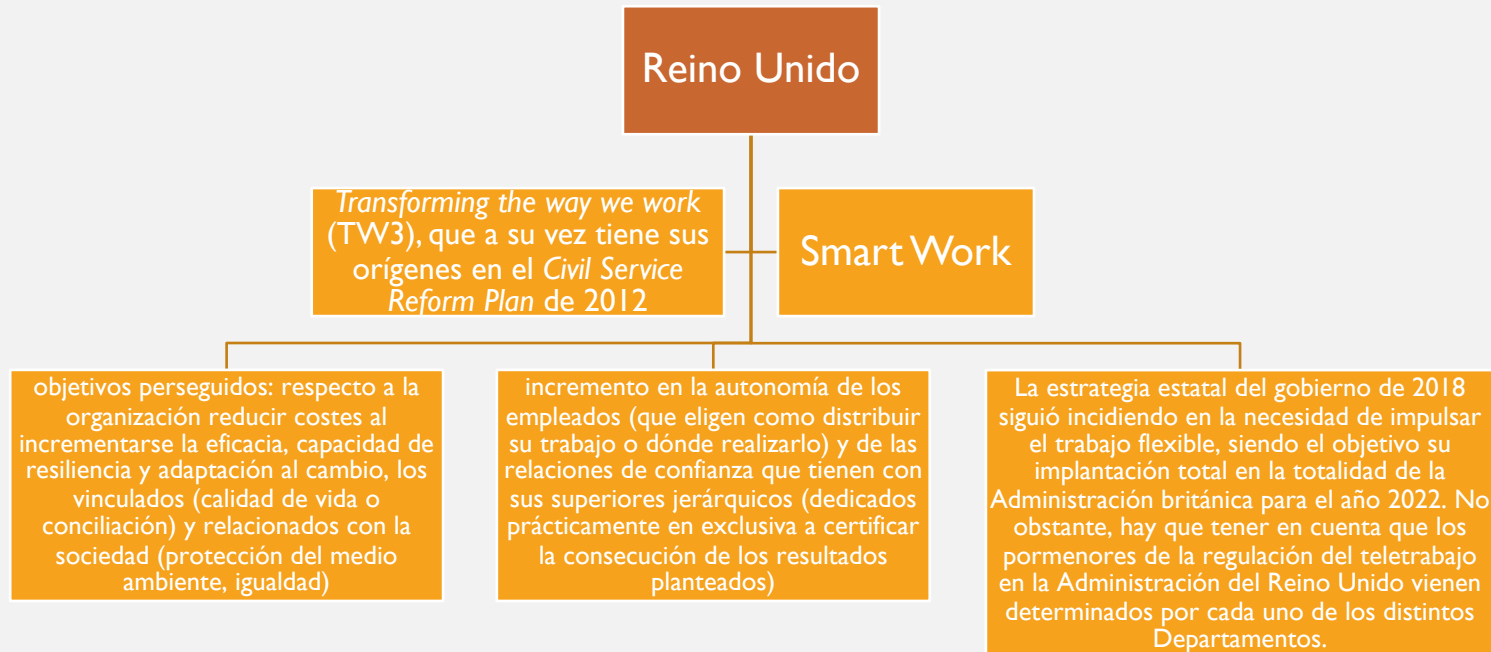 Reino Unido
Transforming the way we work
(TW3), que a su vez tiene sus
orígenes en el Civil Service
Reform Plan de 2012
Smart Work
objetivos perseguidos: respecto a la
organización reducir costes al
incrementarse la eficacia, capacidad de
resiliencia y adaptación al cambio, los
vinculados (calidad de vida o
conciliación) y relacionados con la
sociedad (protección del medio
ambiente, igualdad)
incremento en la autonomía de los
empleados (que eligen como distribuir
su trabajo o dónde realizarlo) y de las
relaciones de confianza que tienen con
sus superiores jerárquicos (dedicados
prácticamente en exclusiva a certificar
la consecución de los resultados
planteados)
La estrategia estatal del gobierno de 2018
siguió incidiendo en la necesidad de impulsar
el trabajo flexible, siendo el objetivo su
implantación total en la totalidad de la
Administración británica para el año 2022. No
obstante, hay que tener en cuenta que los
pormenores de la regulación del teletrabajo
en la Administración del Reino Unido vienen
determinados por cada uno de los distintos
Departamentos.